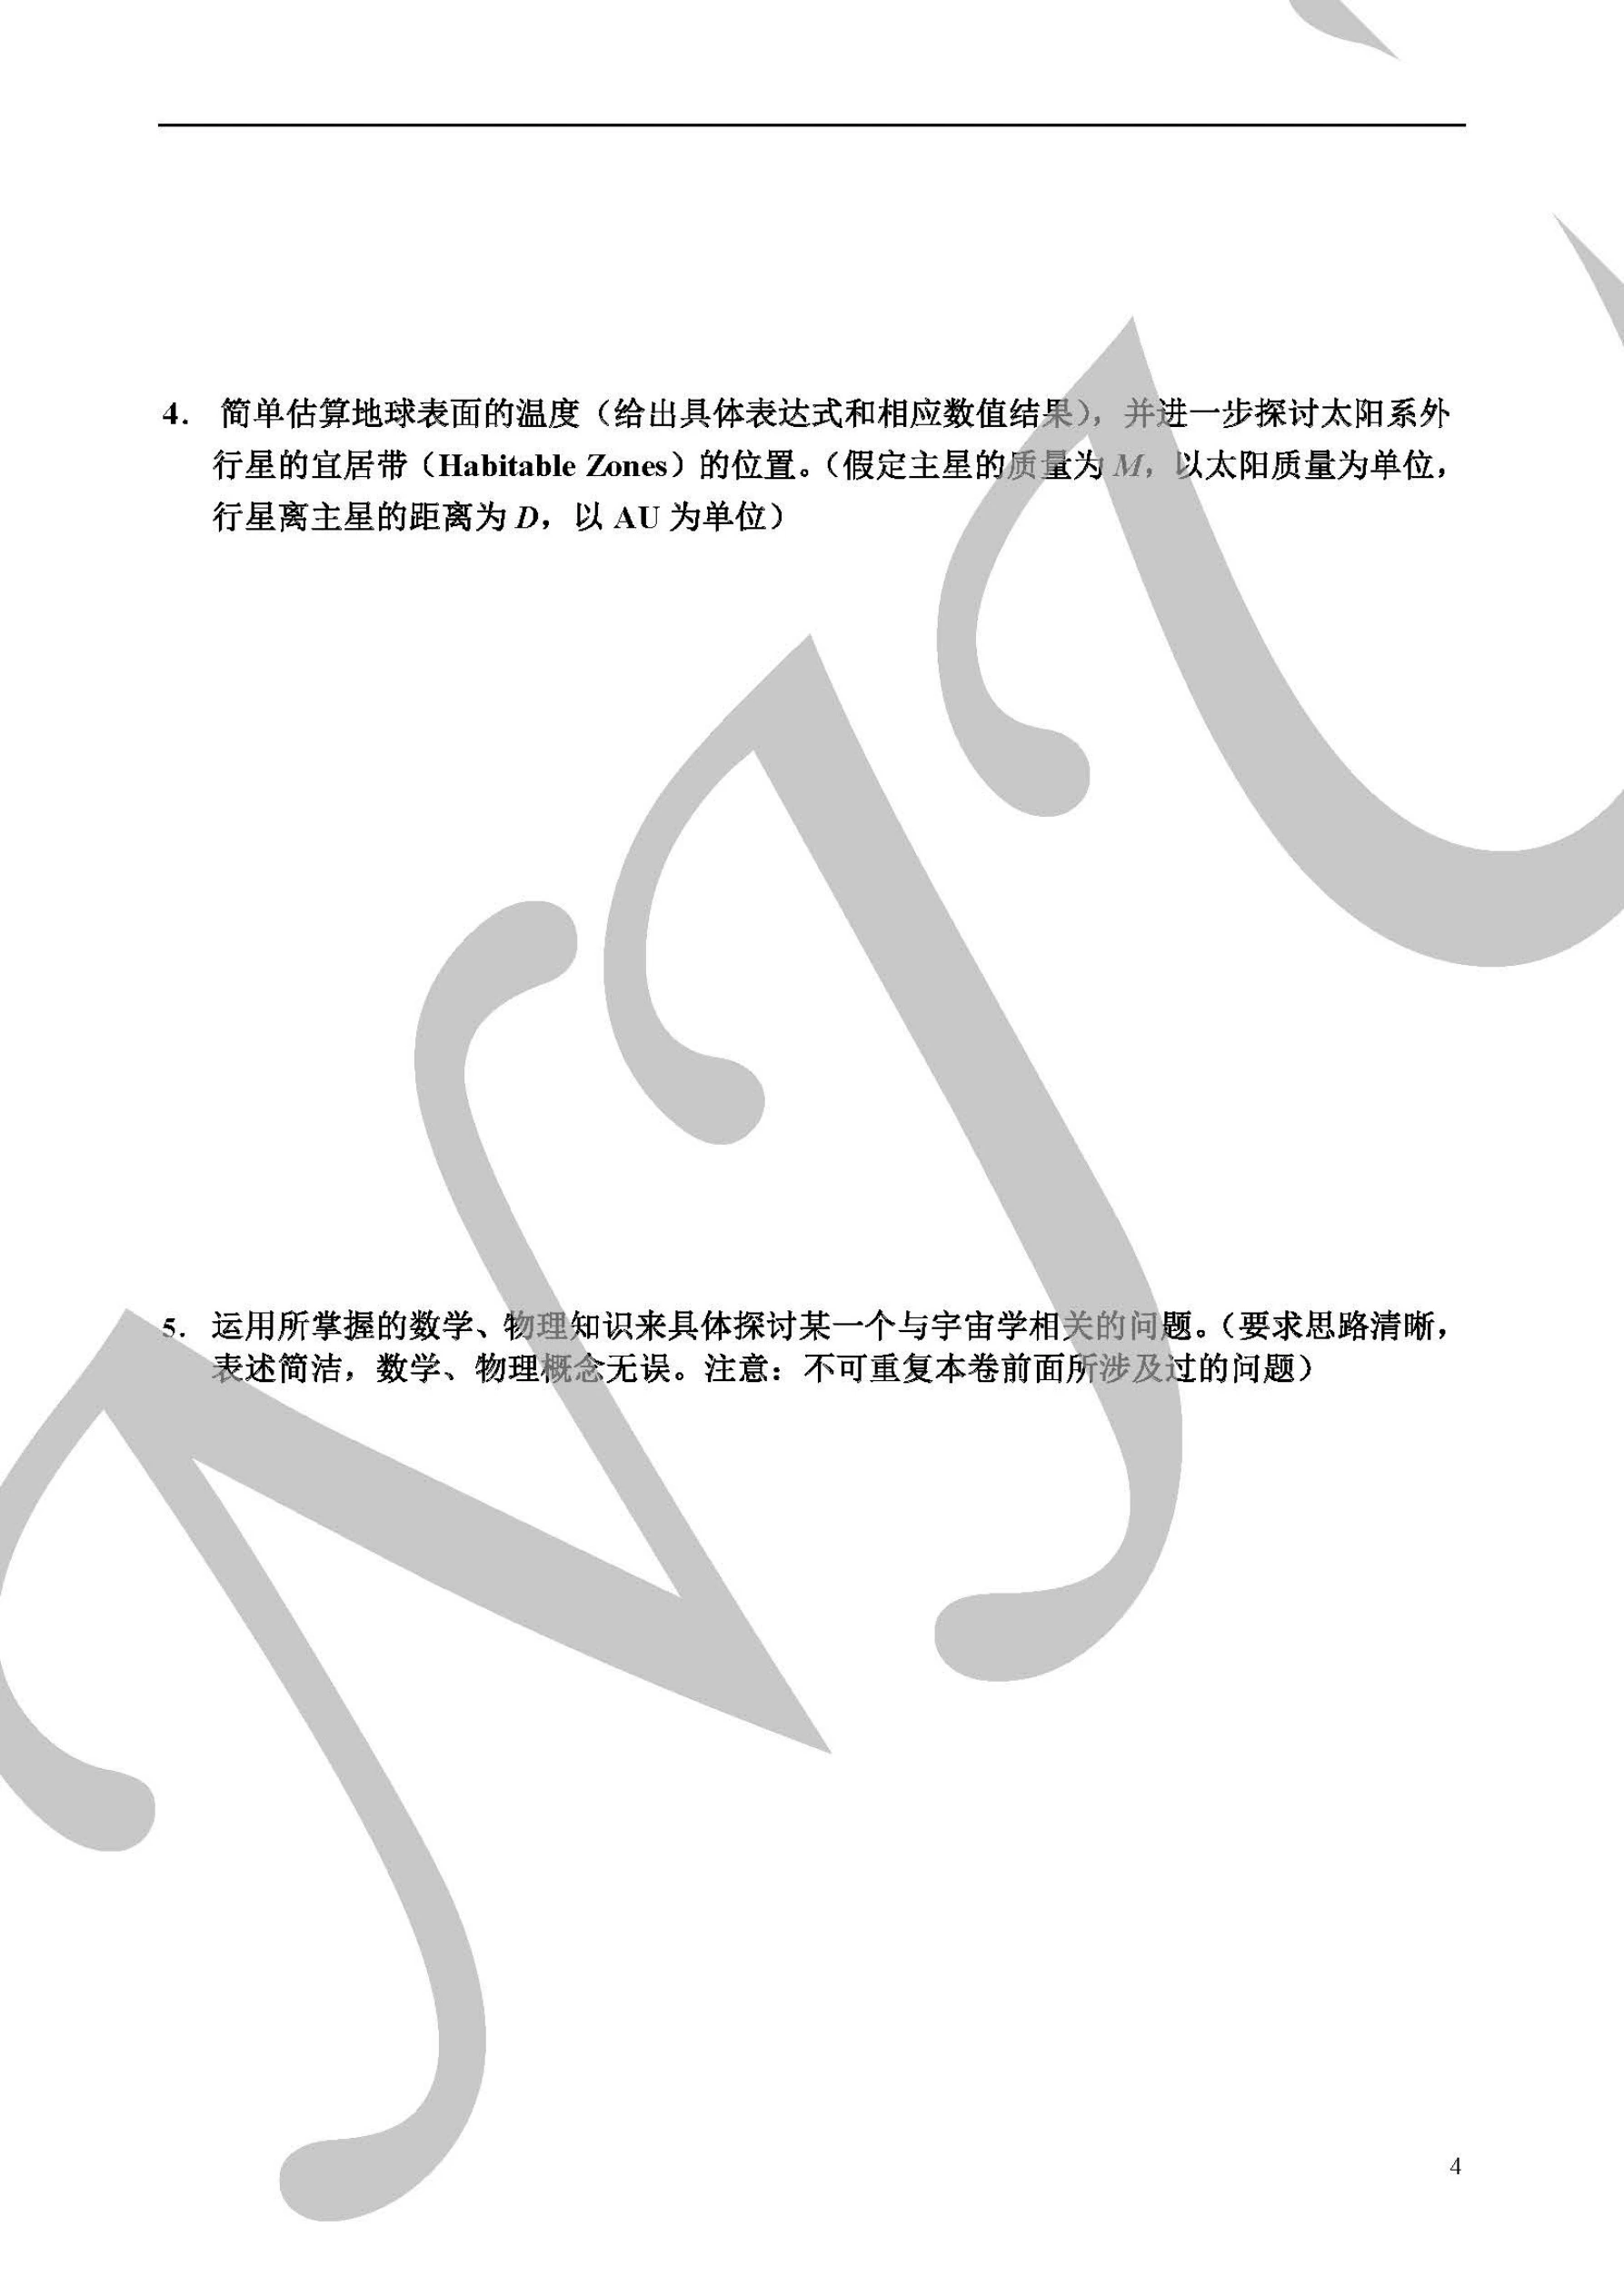 4. 简单估算地球表面的温度（给出具体表达式和相应数值结果），并进一步探讨太阳系外
行星的宜居带（Habitable Zones）的位置。（假定主星的质量为 M，以太阳质量为单位，
行星离主星的距离为 D，以 AU 为单位）
5. 运用所掌握的数学、物理知识来具体探讨某一个与宇宙学相关的问题。（要求思路清晰，
表述简洁，数学、物理概念无误。注意：不可重复本卷前面所涉及过的问题）
4